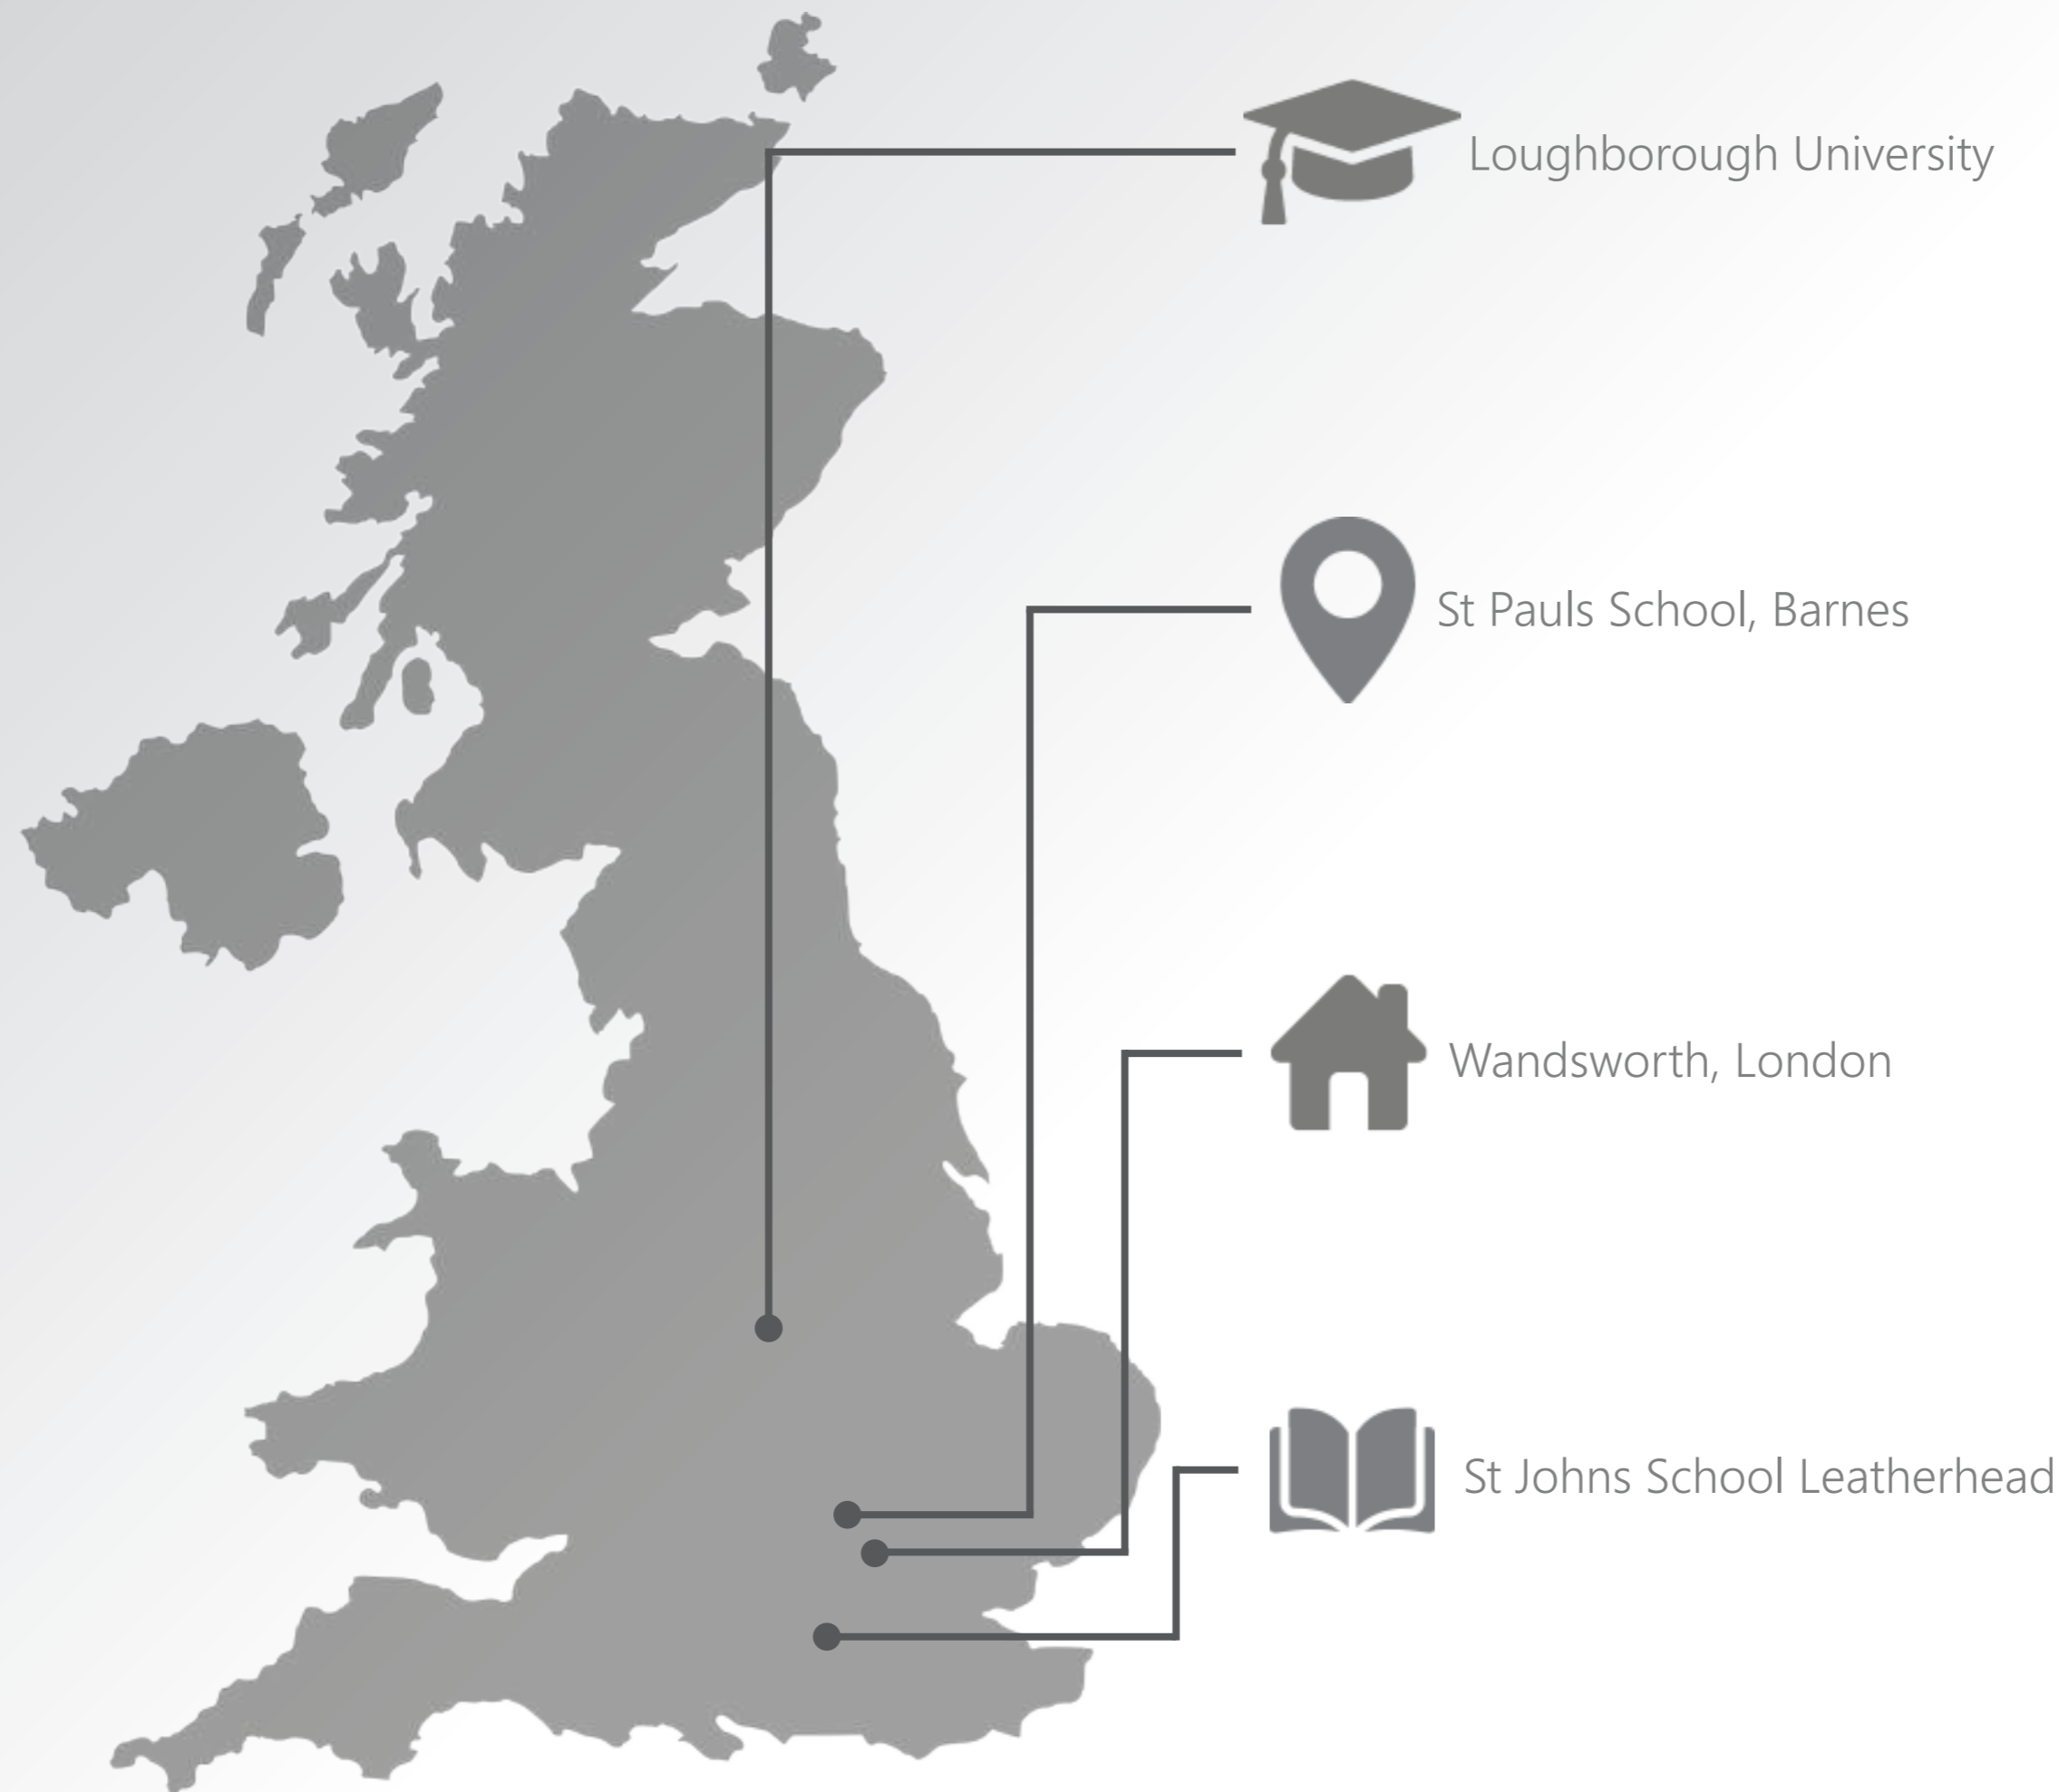 Loughborough University
St Pauls School, Barnes
Wandsworth, London
St Johns School Leatherhead